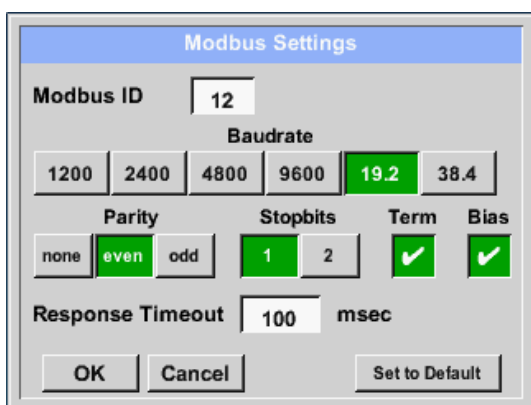 Modbus Settings
Modbus ID 12
Baudrate
1200 2400 4800 9600 19.2 38.4
Parity Stopbits Term Bias
none even odd 1 2 ✔ ✔
Response Timeout 100 msec
OK Cancel Set to Default